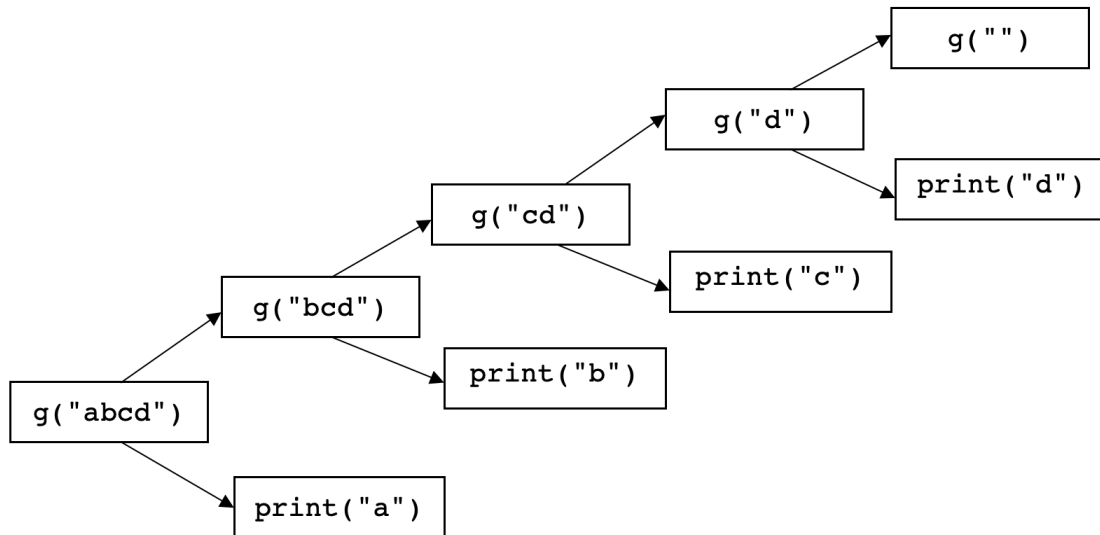 g("")
g("d")
print("d")
g("cd")
print("c")
g("bcd")
print("b")
g("abcd")
print("a")